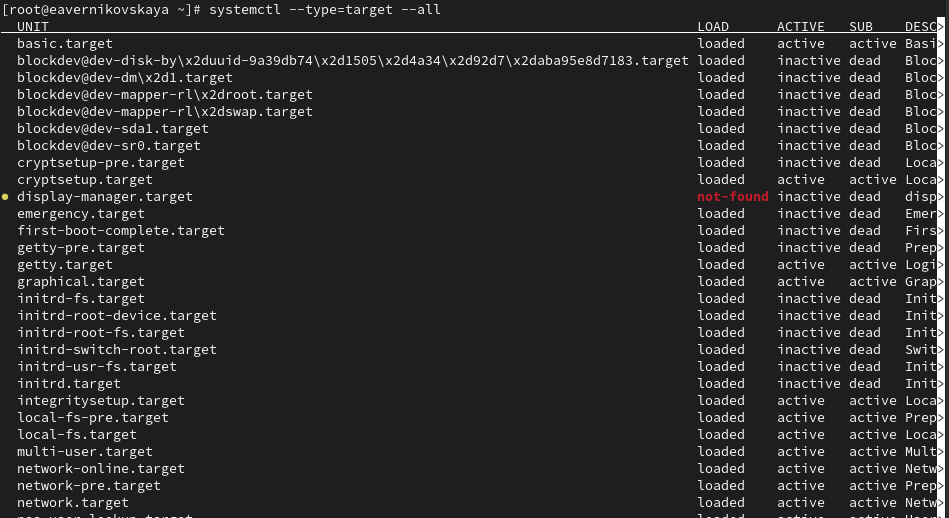 [root@eavernikovskaya ~]# systemctl --type=target --all
UNIT LOAD ACTIVE SUB DESC>
basic.target loaded active active Basi>
blockdev@dev-disk-by\x2duuid-9a39db74\x2d1505\x2d4a34\x2d92d7\x2daba95e8d7183.target loaded inactive dead Bloc>
blockdev@dev-dm\x2d1.target loaded inactive dead Bloc>
blockdev@dev-mapper-rl\x2droot.target loaded inactive dead Bloc>
blockdev@dev-mapper-rl\x2dswap.target loaded inactive dead Bloc>
blockdev@dev-sda1.target loaded inactive dead Bloc>
blockdev@dev-sr0.target loaded inactive dead Bloc>
cryptsetup-pre.target loaded inactive dead Loca>
cryptsetup.target loaded active active Loca>
● display-manager.target not-found inactive dead disp>
emergency.target loaded inactive dead Emer>
first-boot-complete.target loaded inactive dead Firs>
getty-pre.target loaded inactive dead Prep>
getty.target loaded active active Logi>
graphical.target loaded active active Grap>
initrd-fs.target loaded inactive dead Init>
initrd-root-device.target loaded inactive dead Init>
initrd-root-fs.target loaded inactive dead Init>
initrd-switch-root.target loaded inactive dead Swit>
initrd-usr-fs.target loaded inactive dead Init>
initrd.target loaded inactive dead Init>
integritysetup.target loaded active active Loca>
local-fs-pre.target loaded active active Prep>
local-fs.target loaded active active Loca>
multi-user.target loaded active active Mult>
network-online.target loaded active active Netw>
network-pre.target loaded active active Prep>
network.target loaded active active Netw>